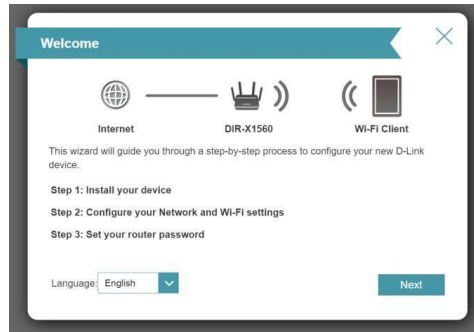 Welcome
Internet
DIR-X1560
Wi-Fi Client
This wizard will guide you through a step-by-step process to configure your new D-Link
device.
Step 1: Install your device
Step 2: Configure your Network and Wi-Fi settings
Step 3: Set your router password
Language: English
Next